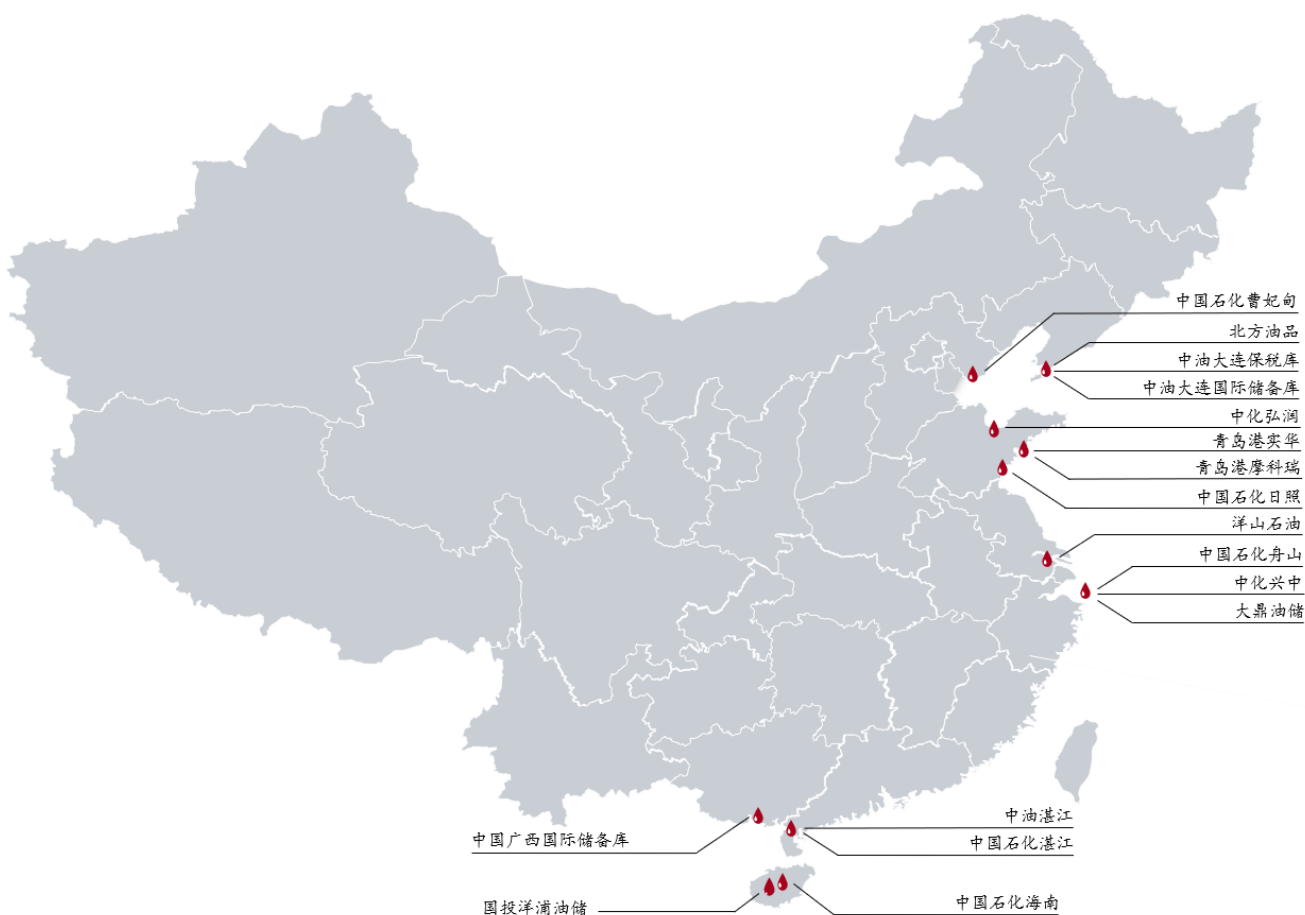 中国石化曹妃甸
北方油品
中油大连保税库
中油大连国际储备库
中化弘润
青岛港实华
青岛港摩科瑞
中国石化日照
洋山石油
中国石化舟山
中化兴中
大鼎油储
中油湛江
中国广西国际储备库
中国石化湛江
国投洋浦油储
中国石化海南